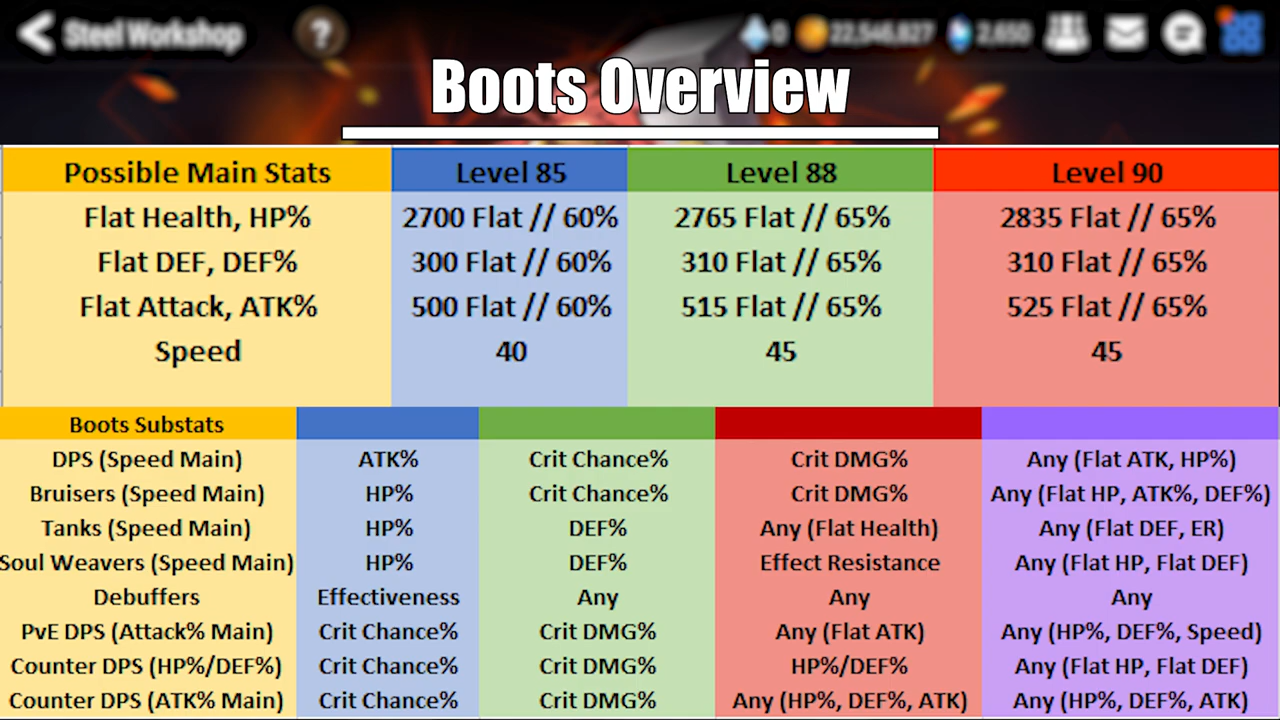 Steel Workshop ? 0 22,546,827 2,650
Boots Overview
Possible Main Stats Level 85 Level 88 Level 90
Flat Health, HP% 2700 Flat // 60% 2765 Flat // 65% 2835 Flat // 65%
Flat DEF, DEF% 300 Flat // 60% 310 Flat // 65% 310 Flat // 65%
Flat Attack, ATK% 500 Flat // 60% 515 Flat // 65% 525 Flat // 65%
Speed 40 45 45
Boots Substats
DPS (Speed Main) ATK% Crit Chance% Crit DMG% Any (Flat ATK, HP%)
Bruisers (Speed Main) HP% Crit Chance% Crit DMG% Any (Flat HP, ATK%, DEF%)
Tanks (Speed Main) HP% DEF% Any (Flat Health) Any (Flat DEF, ER)
Soul Weavers (Speed Main) HP% DEF% Effect Resistance Any (Flat HP, Flat DEF)
Debuffers Effectiveness Any Any Any
PvE DPS (Attack% Main) Crit Chance% Crit DMG% Any (Flat ATK) Any (HP%, DEF%, Speed)
Counter DPS (HP%/DEF%) Crit Chance% Crit DMG% HP%/DEF% Any (Flat HP, Flat DEF)
Counter DPS (ATK% Main) Crit Chance% Crit DMG% Any (HP%, DEF%, ATK) Any (HP%, DEF%, ATK)